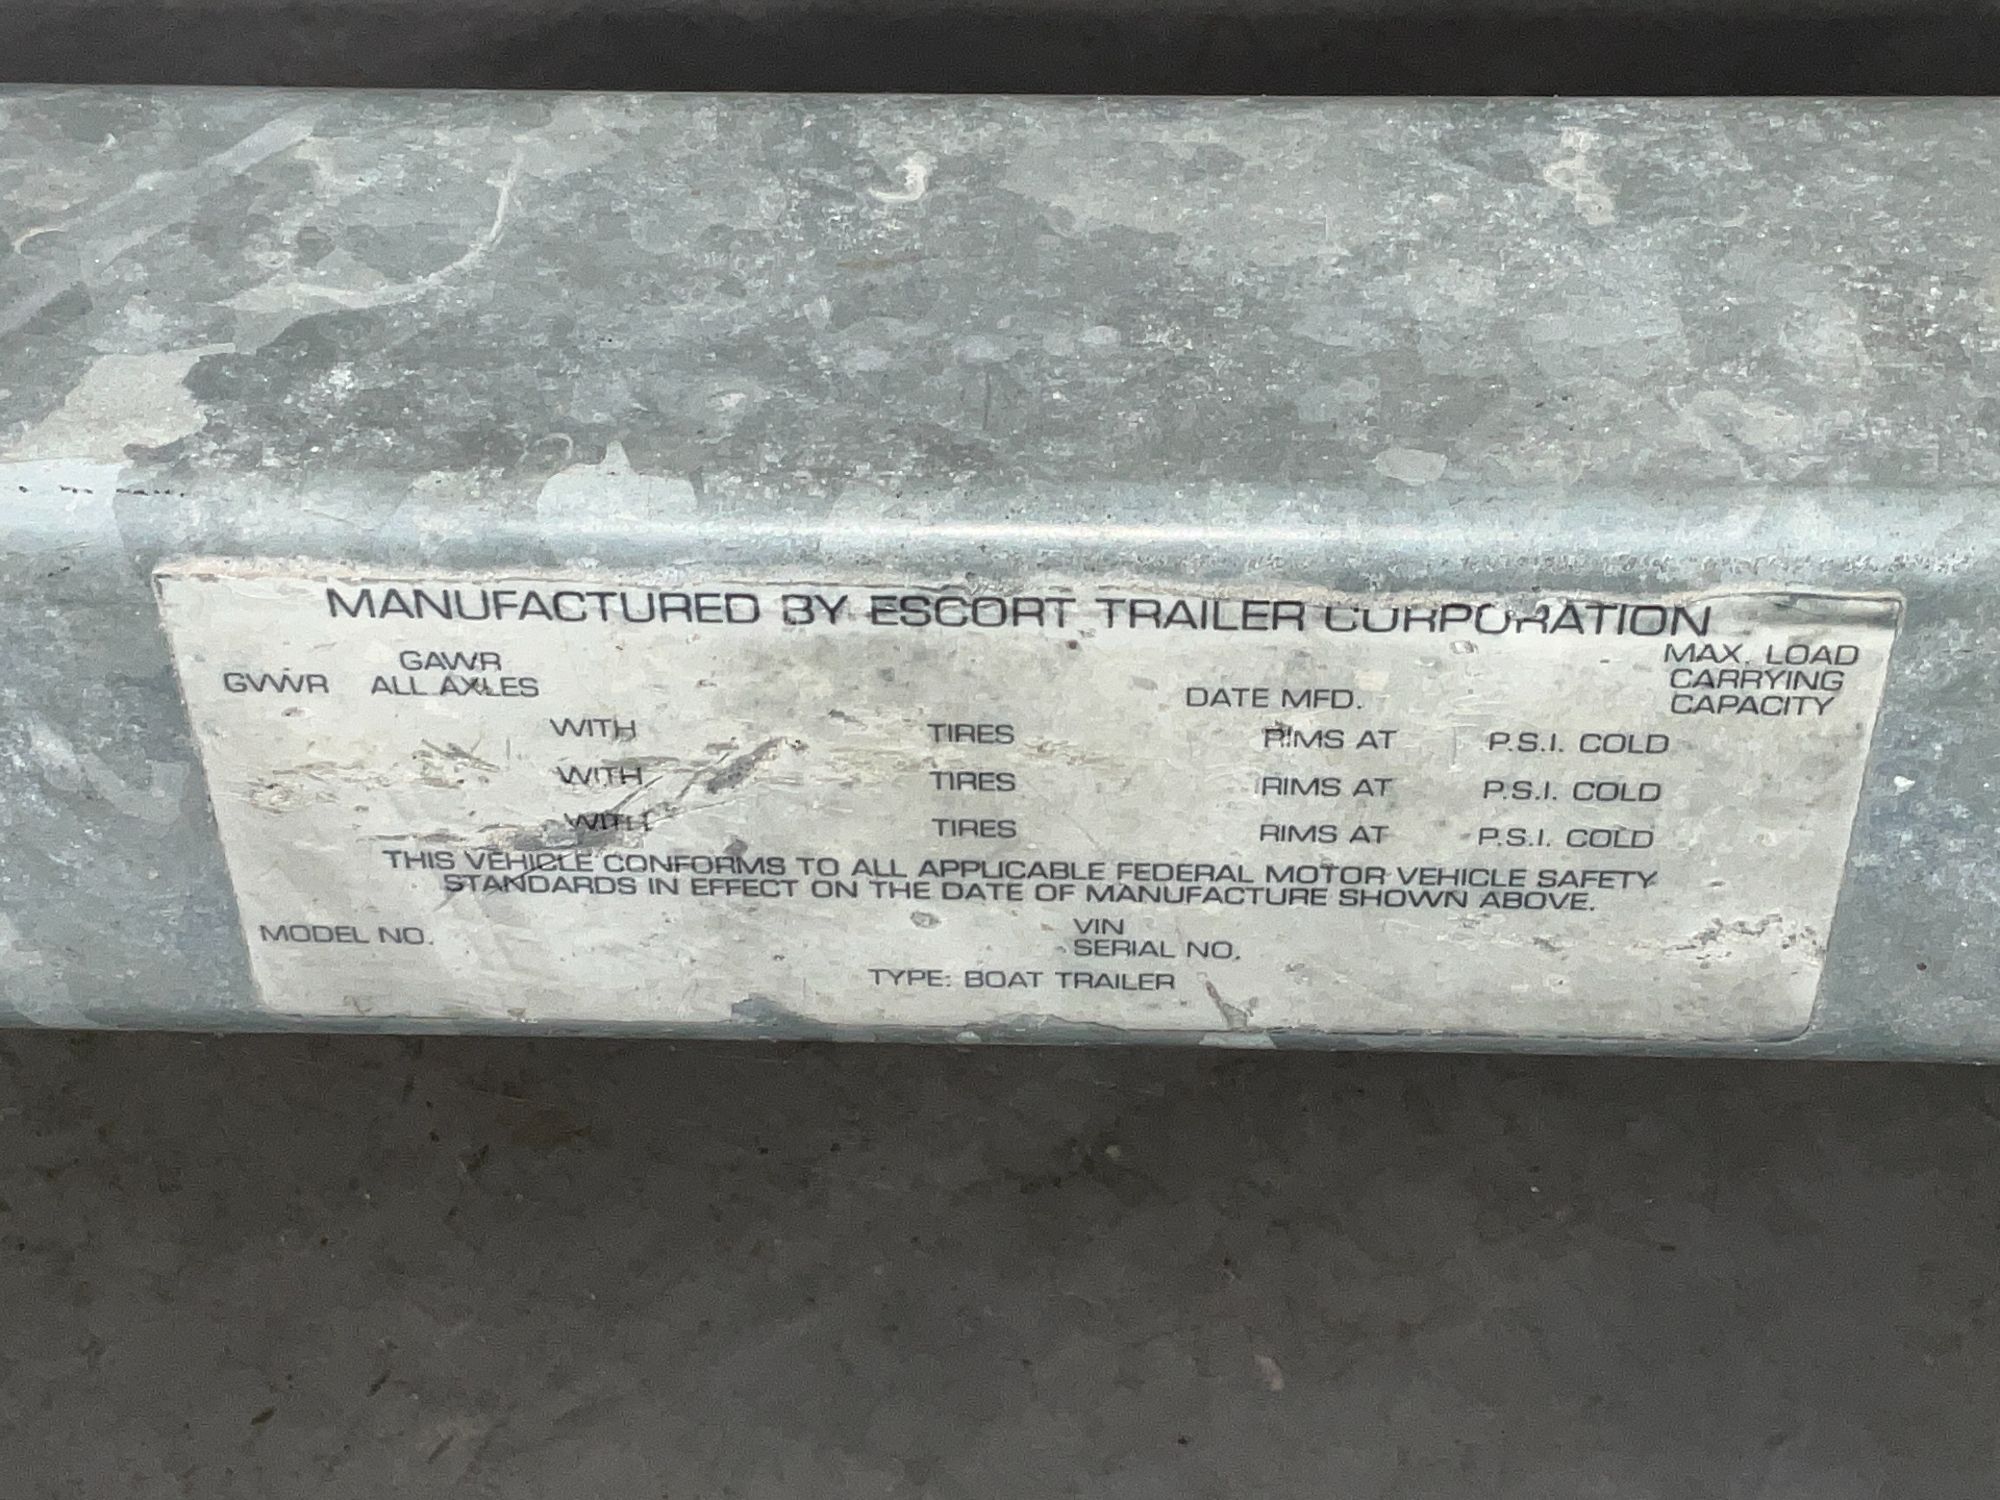 MANUFACTURED BY ESCORT TRAILER CORPORATION
GVWR GAWR ALL AXLES DATE MFD. MAX. LOAD CARRYING CAPACITY
WITH TIRES RIMS AT P.S.I. COLD
WITH TIRES RIMS AT P.S.I. COLD
WITH TIRES RIMS AT P.S.I. COLD
THIS VEHICLE CONFORMS TO ALL APPLICABLE FEDERAL MOTOR VEHICLE SAFETY
STANDARDS IN EFFECT ON THE DATE OF MANUFACTURE SHOWN ABOVE.
MODEL NO. VIN SERIAL NO.
TYPE: BOAT TRAILER